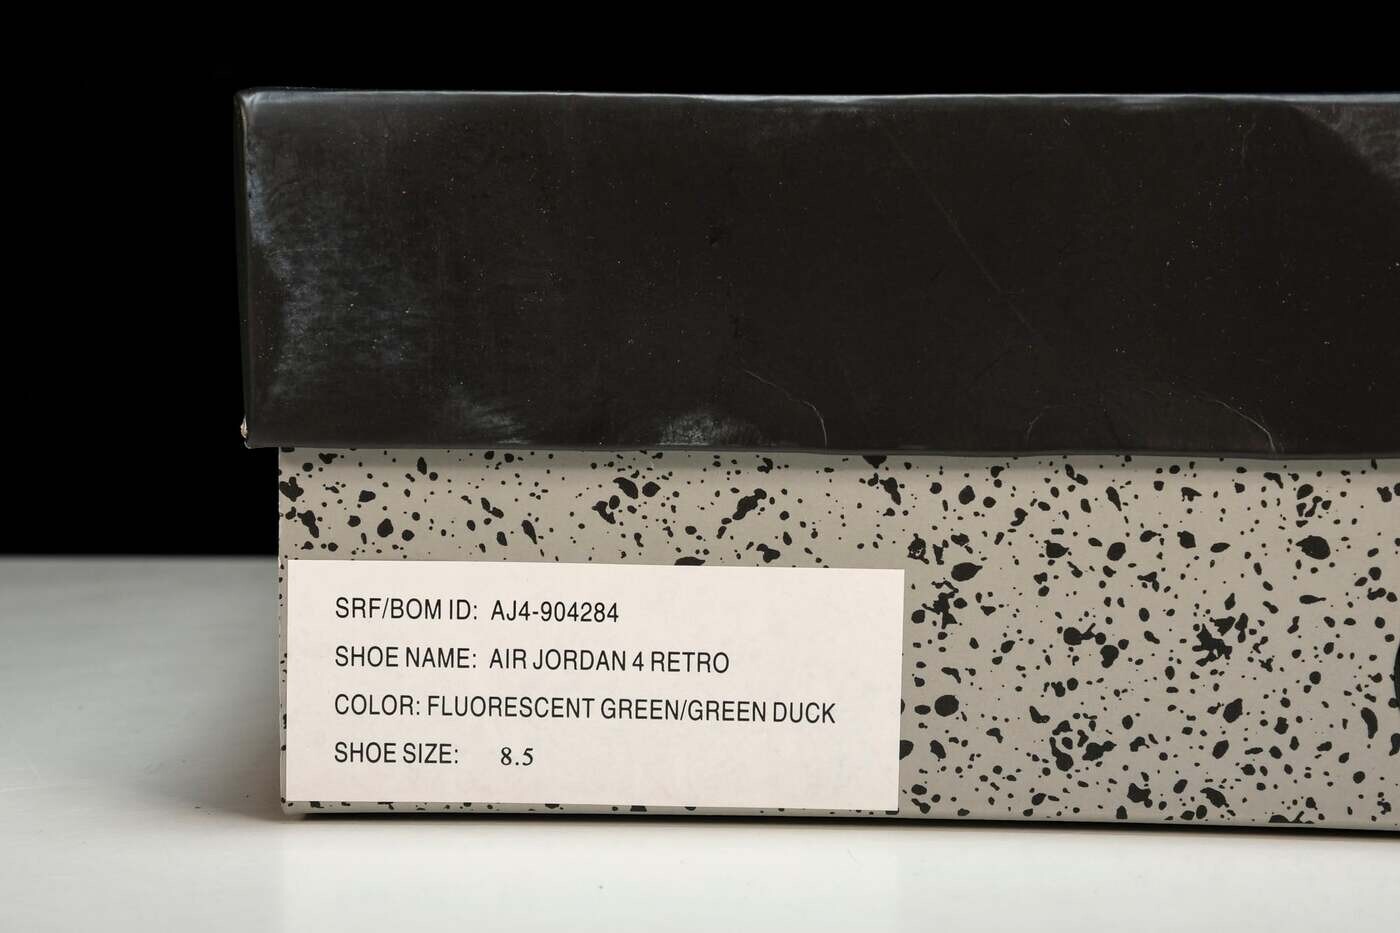 SRF/BOM ID: AJ4-904284
SHOE NAME: AIR JORDAN 4 RETRO
COLOR: FLUORESCENT GREEN/GREEN DUCK
SHOE SIZE: 8.5